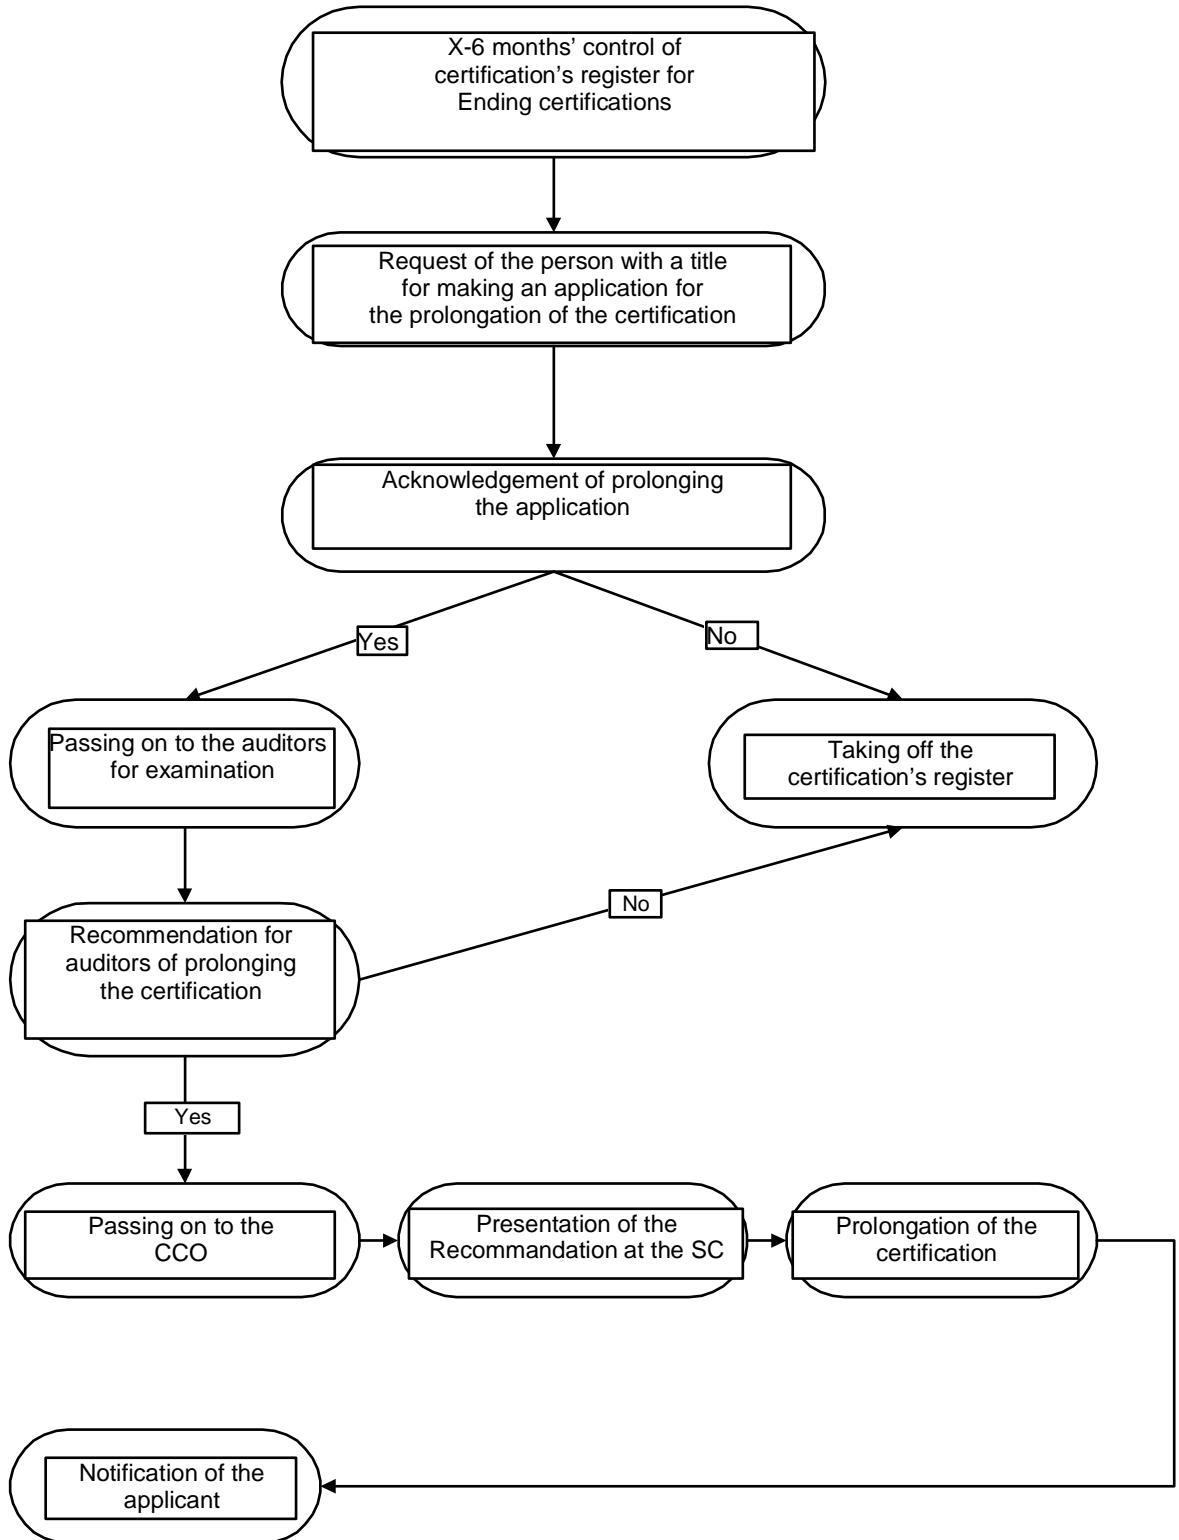 X-6 months’ control of
certification’s register for
Ending certifications
Request of the person with a title
for making an application for
the prolongation of the certification
Acknowledgement of prolonging
the application
Yes
No
Passing on to the auditors
for examination
Taking off the
certification’s register
No
Recommendation for
auditors of prolonging
the certification
Yes
Passing on to the
CCO
Presentation of the
Recommandation at the SC
Prolongation of the
certification
Notification of the
applicant